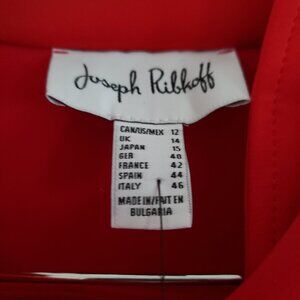 Joseph Ribkoff
CAN/US/MEX 12
UK 14
JAPAN 15
GER 40
FRANCE 42
SPAIN 44
ITALY 46
MADE IN/FAIT EN
BULGARIA